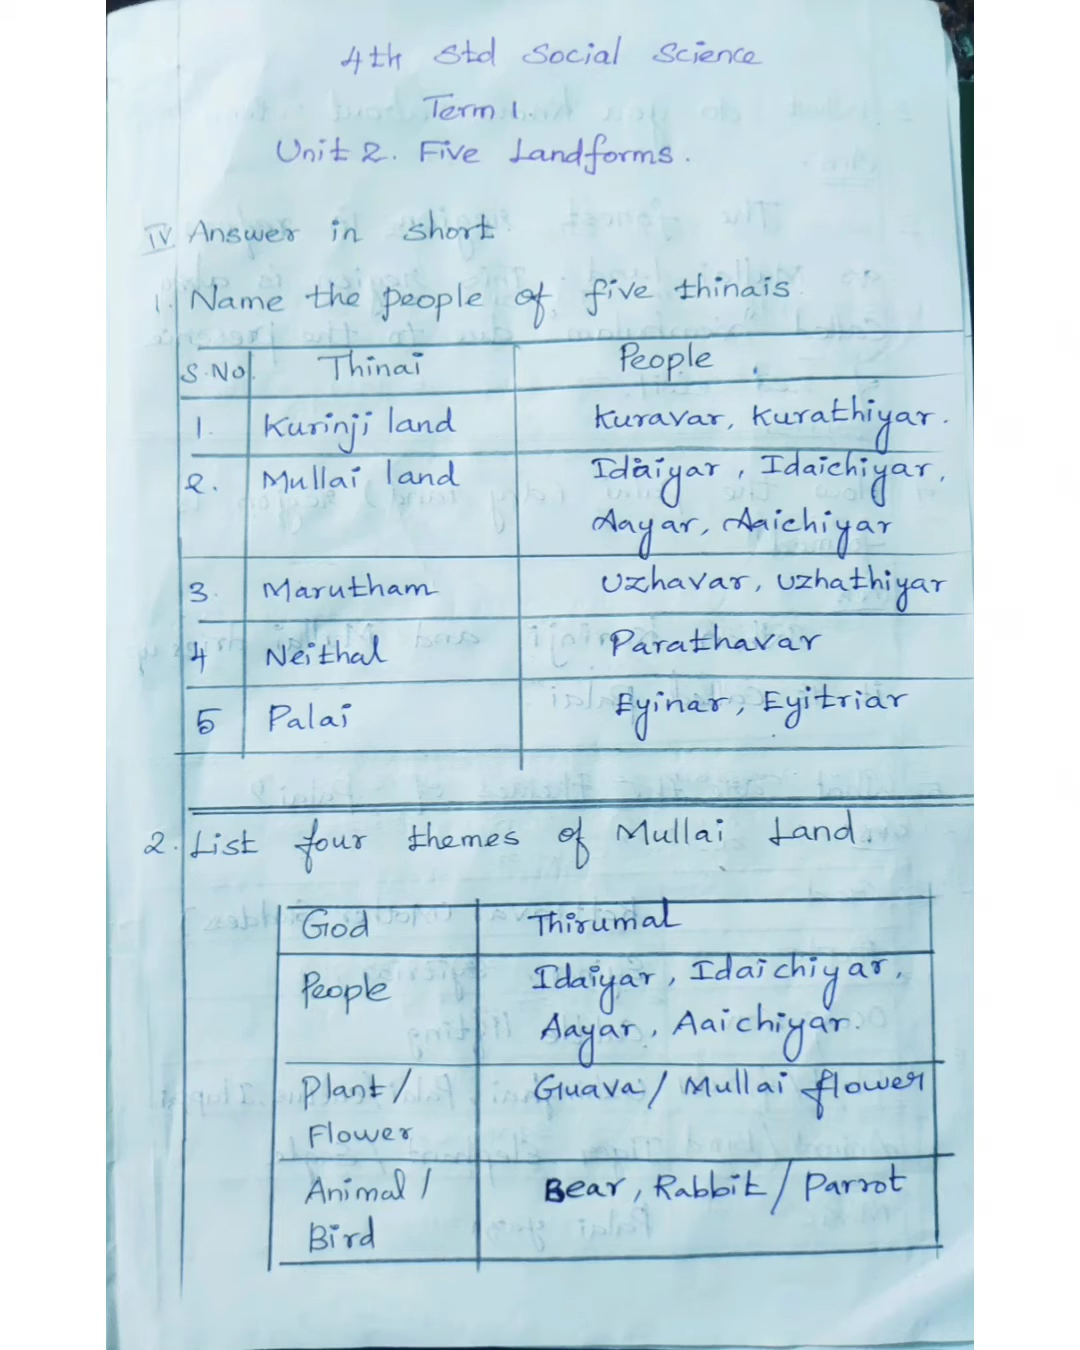 4th Std Social Science
Term 1.
Unit 2. Five Landforms.
IV Answer in short
1. Name the people of five thinais
S.No. Thinai People
1. Kurinji land Kuravar, Kurathiyar.
2. Mullai land Idaiyar, Idaichiyar,
Aayar, Aaichiyar
3. Marutham Uzhavar, Uzhathiyar
4 Neithal Parathavar
5 Palai Eyinar, Eyitriar
2. List four themes of Mullai Land.
God Thirumal
People Idaiyar, Idaichiyar,
Aayar, Aaichiyar.
Plant/ Guava/ Mullai flower
Flower
Animal/ Bear, Rabbit/ Parrot
Bird